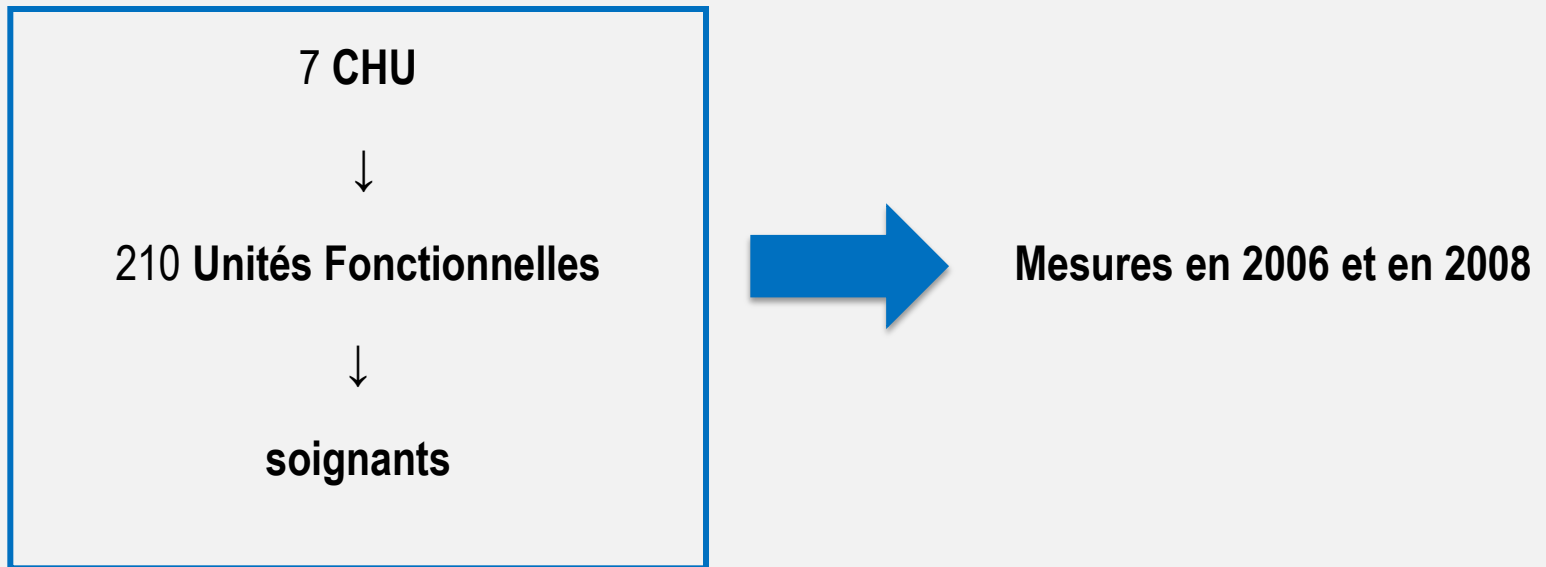 7 CHU
↓
210 Unités Fonctionnelles
↓
soignants
Mesures en 2006 et en 2008